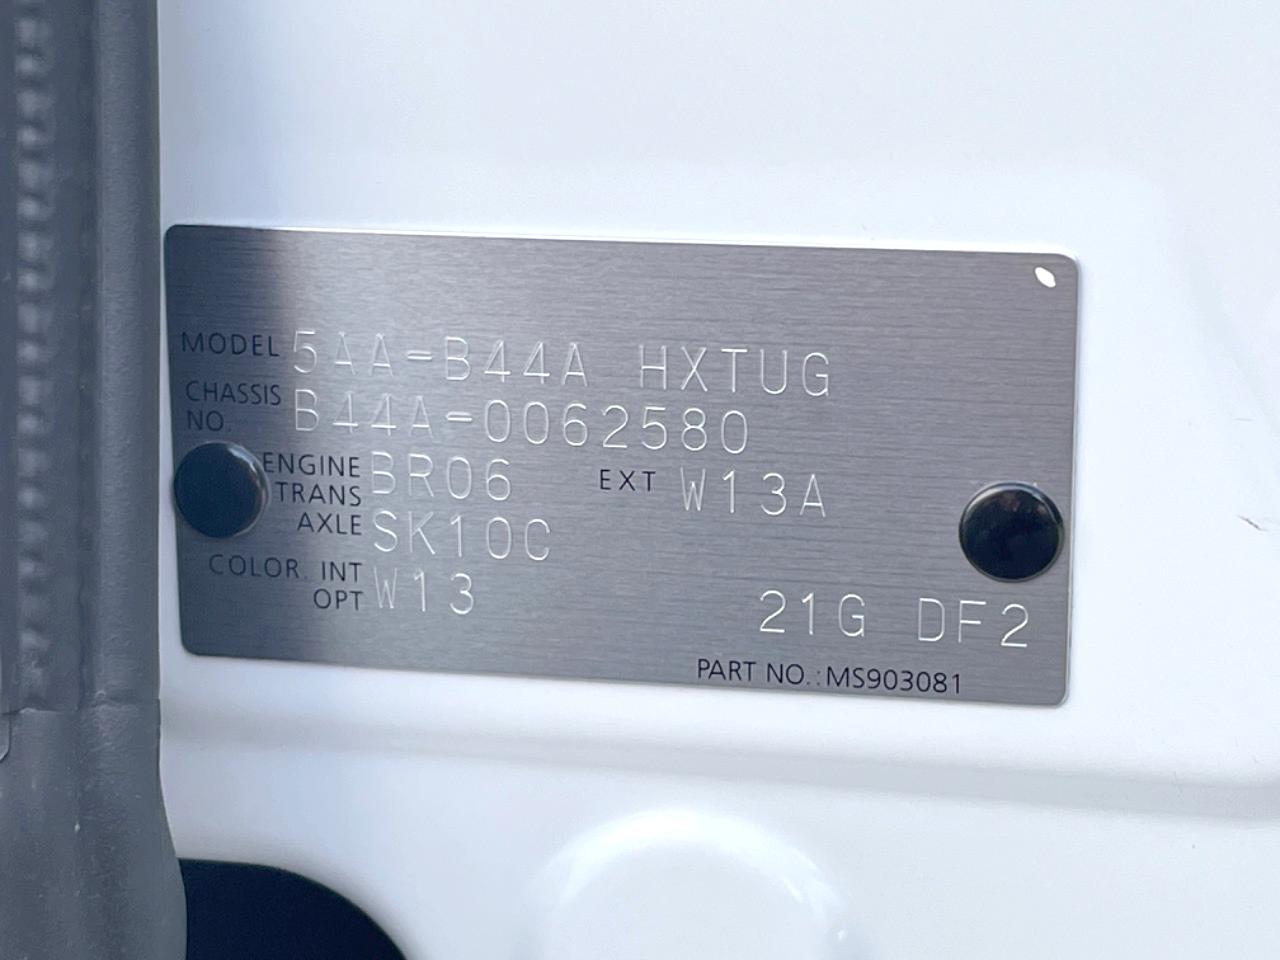 MODEL 5AA-B44A HXTUG
CHASSIS NO. B44A-0062580
ENGINE BR06 EXT W13A
TRANS AXLE SK10C
COLOR. INT W13
OPT
21G DF2
PART NO.:MS903081